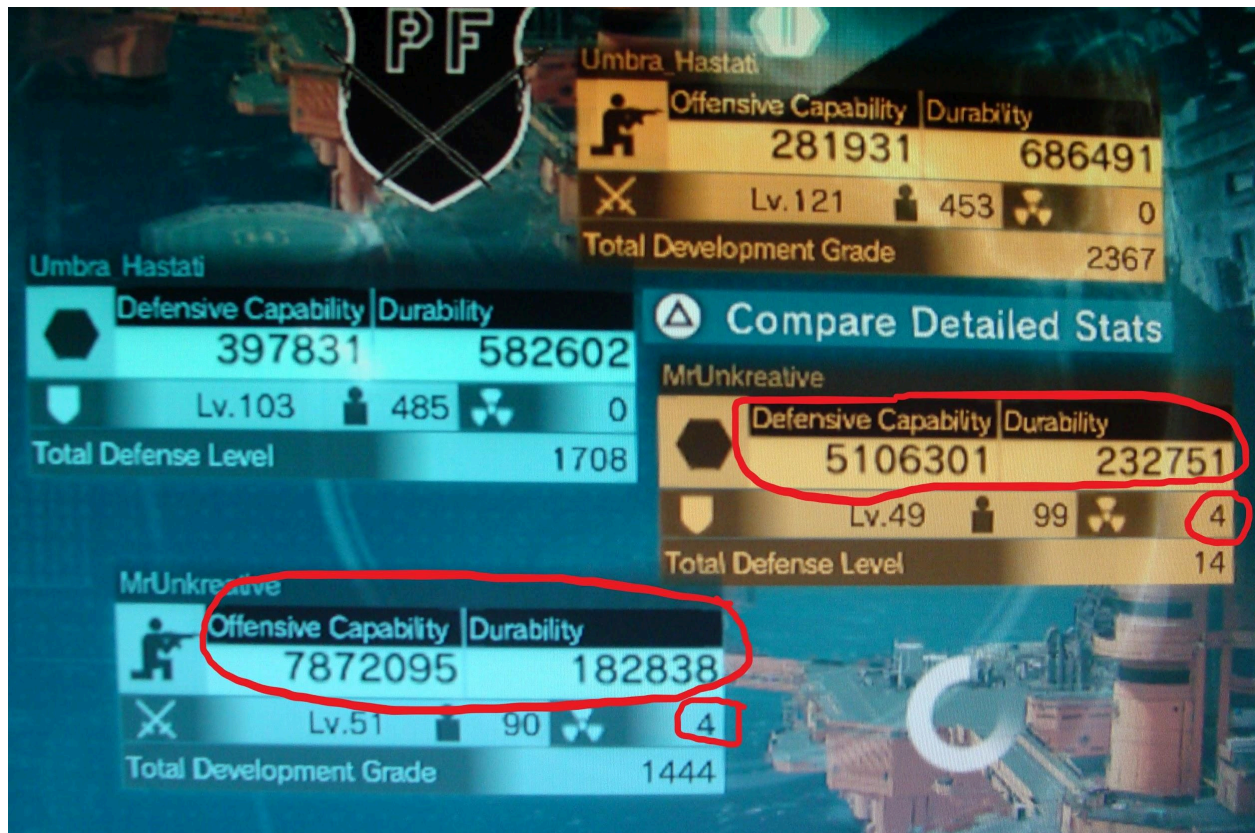 PF
Umbra_Hastati
Offensive Capability Durability
281931 686491
Lv.121 453 0
Total Development Grade 2367
Umbra_Hastati
Defensive Capability Durability
397831 582602
Lv.103 485 0
Total Defense Level 1708
Compare Detailed Stats
MrUnkreative
Defensive Capability Durability
5106301 232751
Lv.49 99 4
Total Defense Level 14
MrUnkreative
Offensive Capability Durability
7872095 182838
Lv.51 90 4
Total Development Grade 1444